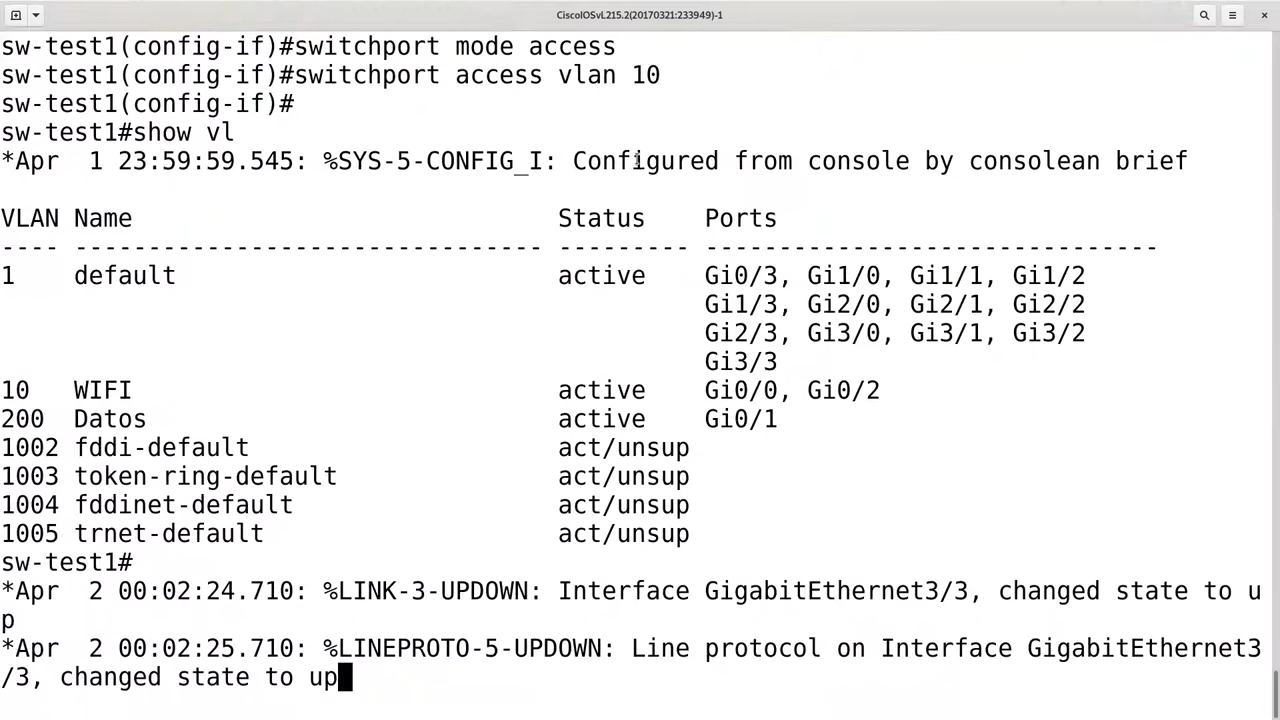 CiscoIOSvL215.2(20170321:233949)-1
sw-test1(config-if)#switchport mode access
sw-test1(config-if)#switchport access vlan 10
sw-test1(config-if)#
sw-test1#show vl
*Apr  1 23:59:59.545: %SYS-5-CONFIG_I: Configured from console by consolean brief
VLAN Name                             Status    Ports
---- -------------------------------- --------- -------------------------------
1    default                          active    Gi0/3, Gi1/0, Gi1/1, Gi1/2
                                                Gi1/3, Gi2/0, Gi2/1, Gi2/2
                                                Gi2/3, Gi3/0, Gi3/1, Gi3/2
                                                Gi3/3
10   WIFI                             active    Gi0/0, Gi0/2
200  Datos                            active    Gi0/1
1002 fddi-default                     act/unsup
1003 token-ring-default               act/unsup
1004 fddinet-default                  act/unsup
1005 trnet-default                    act/unsup
sw-test1#
*Apr  2 00:02:24.710: %LINK-3-UPDOWN: Interface GigabitEthernet3/3, changed state to u
p
*Apr  2 00:02:25.710: %LINEPROTO-5-UPDOWN: Line protocol on Interface GigabitEthernet3
/3, changed state to up